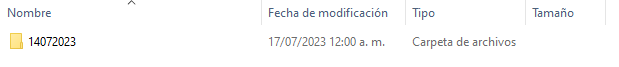 Nombre Fecha de modificación Tipo Tamaño
14072023 17/07/2023 12:00 a. m. Carpeta de archivos